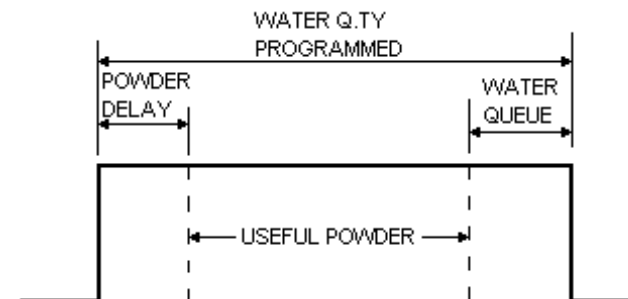 WATER Q.TY
PROGRAMMED
POWDER
DELAY
WATER
QUEUE
USEFUL POWDER